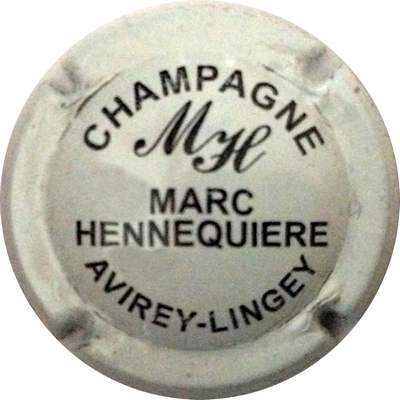 CHAMPAGNE
MH
MARC
HENNEQUIERE
AVIREY-LINGEY